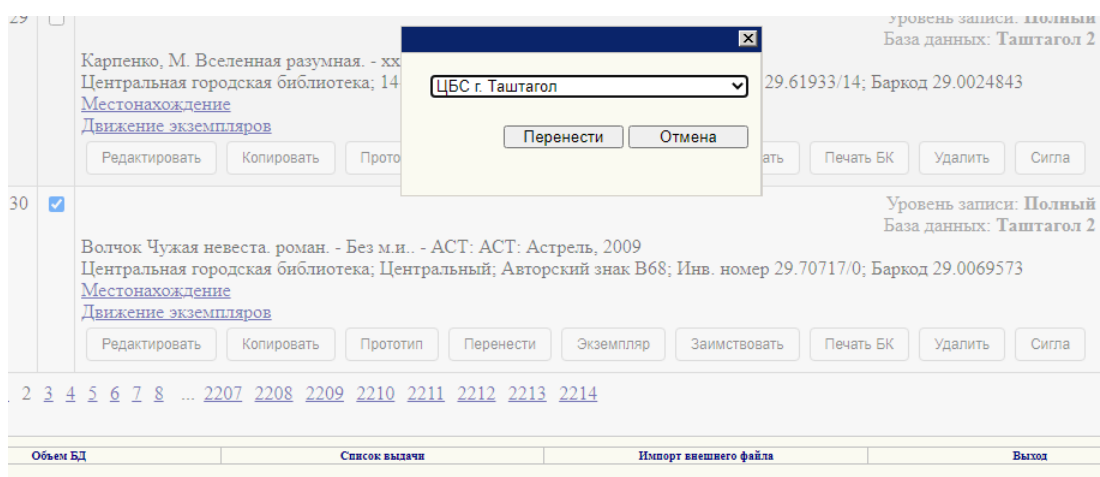 29 Уровень записи: Полный
База данных: Таштагол 2
Карпенко, М. Вселенная разумная. - хх
Центральная городская библиотека; 14 29.61933/14; Баркод 29.0024843
Местонахождение
Движение экземпляров
Редактировать Копировать Печать БК Удалить Сигла
ЦБС г. Таштагол
Перенести Отмена
30 Уровень записи: Полный
База данных: Таштагол 2
Волчок Чужая невеста. роман. - Без м.и.. - АСТ: АСТ: Астрель, 2009
Центральная городская библиотека; Центральный; Авторский знак В68; Инв. номер 29.70717/0; Баркод 29.0069573
Местонахождение
Движение экземпляров
Редактировать Копировать Прототип Перенести Экземпляр Заимствовать Печать БК Удалить Сигла
2 3 4 5 6 7 8 ... 2207 2208 2209 2210 2211 2212 2213 2214
Объем БД Список выдачи Импорт внешнего файла Выход